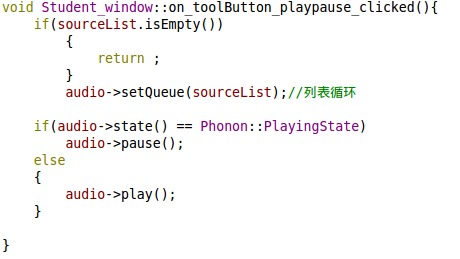 void Student_window::on_toolButton_playpause_clicked(){
if(sourceList.isEmpty())
{
return ;
}
audio->setQueue(sourceList);//列表循环
if(audio->state() == Phonon::PlayingState)
audio->pause();
else
{
audio->play();
}
}